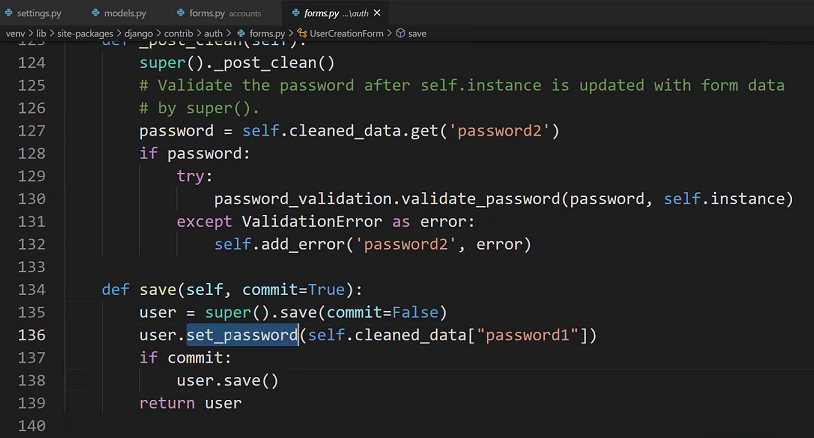 settings.py models.py forms.py accounts forms.py ...\auth
venv > lib > site-packages > django > contrib > auth > forms.py > UserCreationForm > save
123 def _post_clean(self):
124 super()._post_clean()
125 # Validate the password after self.instance is updated with form data
126 # by super().
127 password = self.cleaned_data.get('password2')
128 if password:
129 try:
130 password_validation.validate_password(password, self.instance)
131 except ValidationError as error:
132 self.add_error('password2', error)
133
134 def save(self, commit=True):
135 user = super().save(commit=False)
136 user.set_password(self.cleaned_data["password1"])
137 if commit:
138 user.save()
139 return user
140